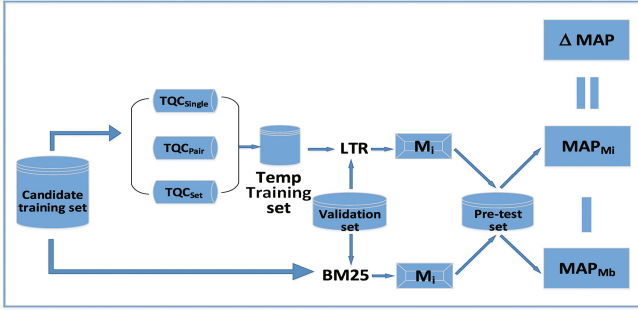 Δ MAP
TQCSingle
TQCPair
TQCSet
Candidate
training set
Temp
Training
set
LTR
Mi
MAPMi
Validation
set
Pre-test
set
BM25
Mi
MAPMb